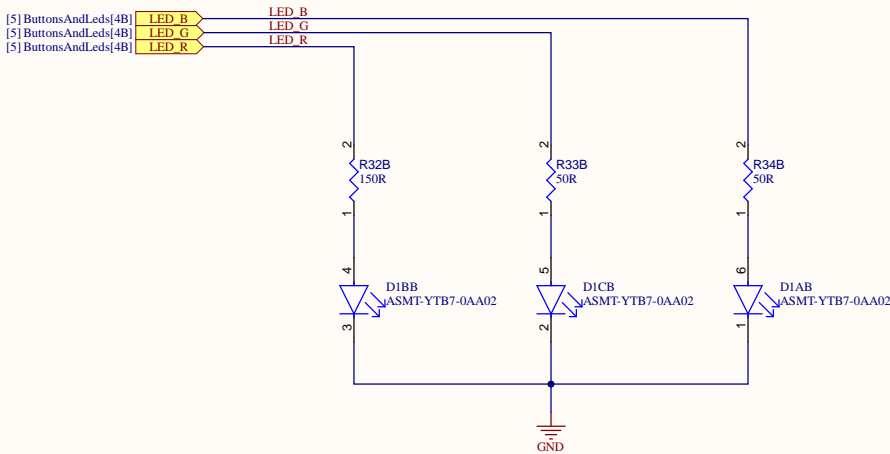 [5] ButtonsAndLeds[4B] LED_B LED_B
[5] ButtonsAndLeds[4B] LED_G LED_G
[5] ButtonsAndLeds[4B] LED_R LED_R
2 2 2
R32B R33B R34B
150R 50R 50R
1 1 1
4 5 6
D1BB D1CB D1AB
ASMT-YTB7-0AA02 ASMT-YTB7-0AA02 ASMT-YTB7-0AA02
3 2 1
GND